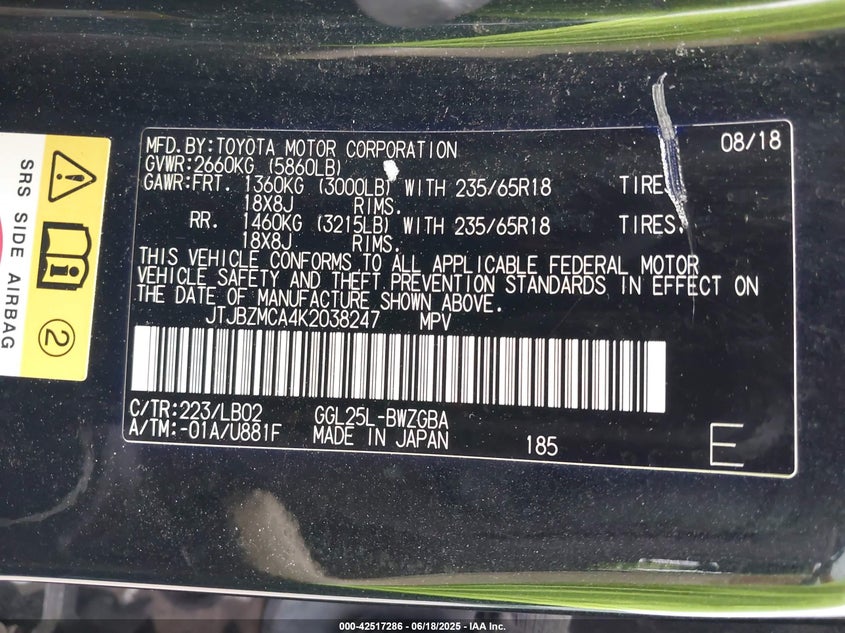 MFD.BY:TOYOTA MOTOR CORPORATION 08/18
GVWR:2660KG (5860LB)
GAWR:FRT. 1360KG (3000LB) WITH 235/65R18 TIRES
18X8J RIMS.
RR. 1460KG (3215LB) WITH 235/65R18 TIRES.
18X8J RIMS.
THIS VEHICLE CONFORMS TO ALL APPLICABLE FEDERAL MOTOR
VEHICLE SAFETY AND THEFT PREVENTION STANDARDS IN EFFECT ON
THE DATE OF MANUFACTURE SHOWN ABOVE.
JTJBZMCA4K2038247 MPV
C/TR:223/LB02 GGL25L-BWZGBA
A/TM:-01A/U881F MADE IN JAPAN 185 E
SRS SIDE AIRBAG
2
000-42517286 - 06/18/2025 - IAA Inc.